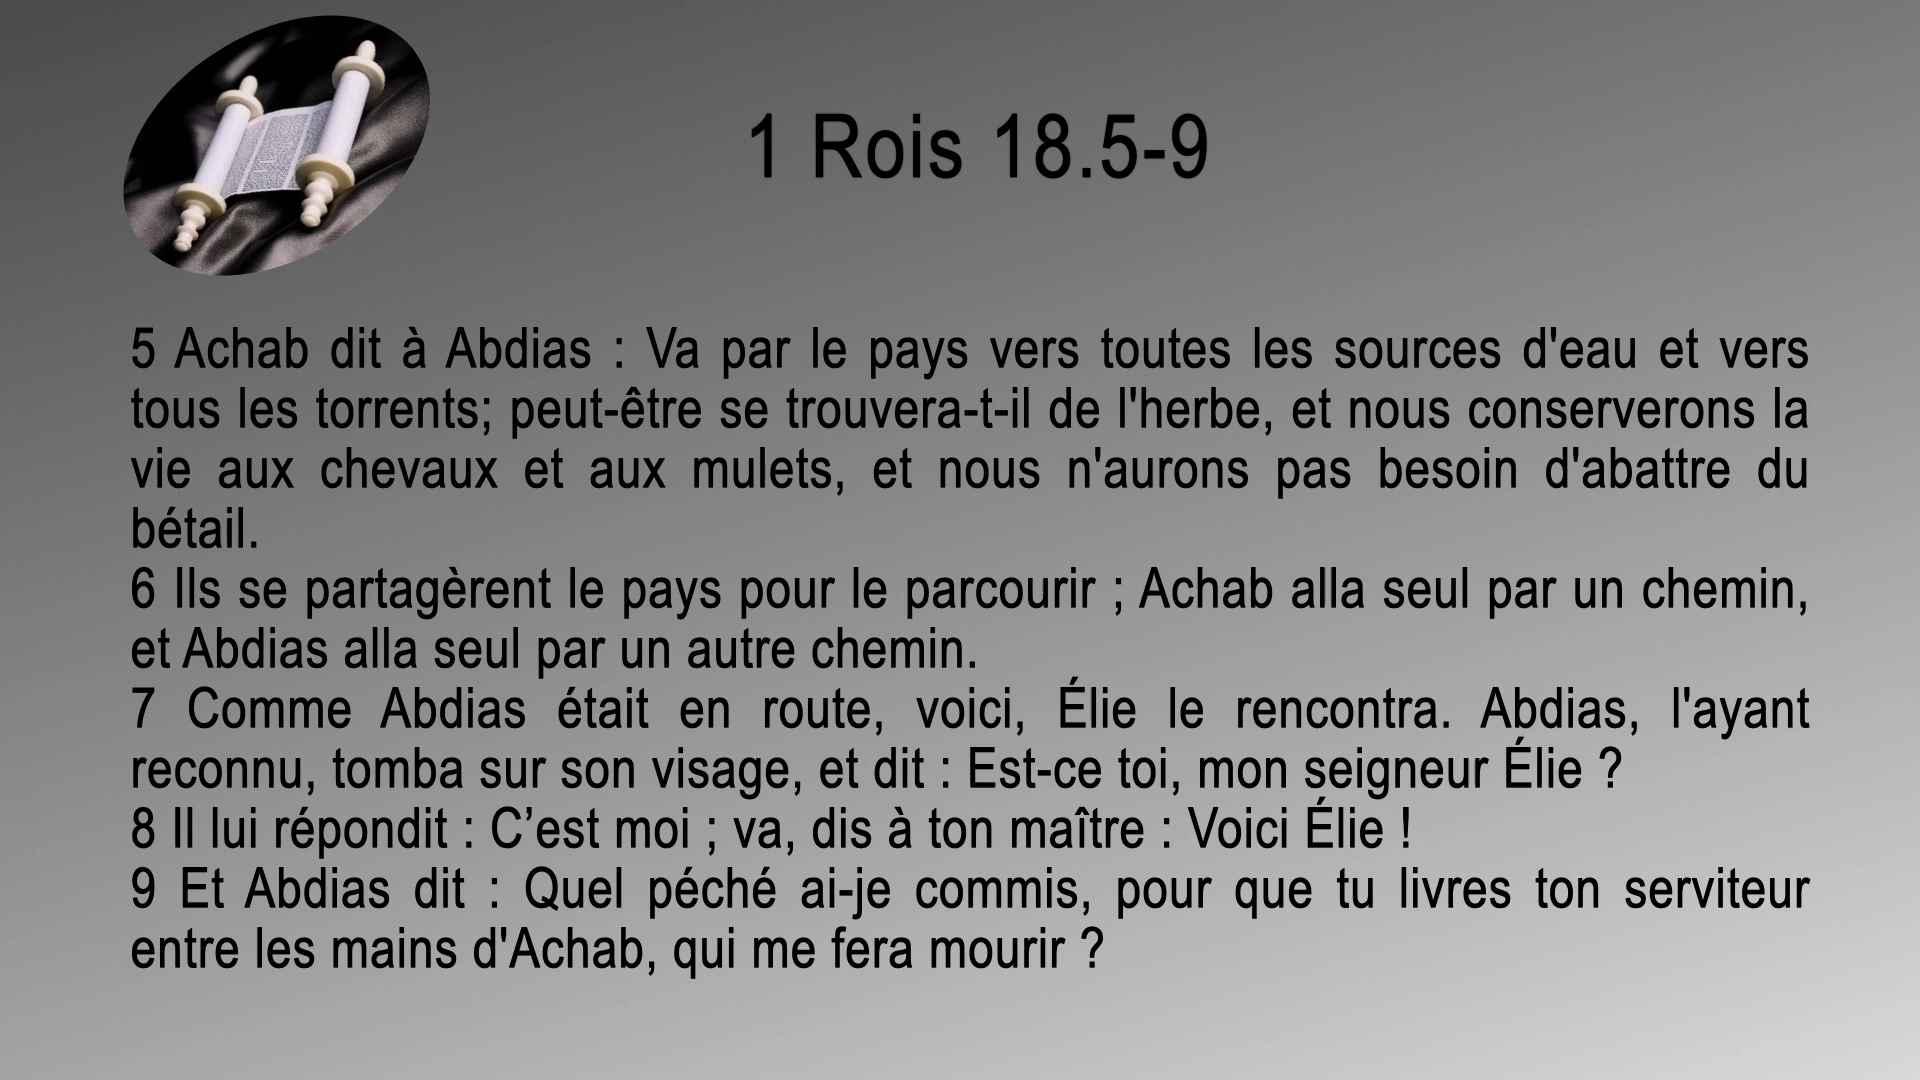 1 Rois 18.5-9
5 Achab dit à Abdias : Va par le pays vers toutes les sources d'eau et vers
tous les torrents; peut-être se trouvera-t-il de l'herbe, et nous conserverons la
vie aux chevaux et aux mulets, et nous n'aurons pas besoin d'abattre du
bétail.
6 Ils se partagèrent le pays pour le parcourir ; Achab alla seul par un chemin,
et Abdias alla seul par un autre chemin.
7 Comme Abdias était en route, voici, Élie le rencontra. Abdias, l'ayant
reconnu, tomba sur son visage, et dit : Est-ce toi, mon seigneur Élie ?
8 Il lui répondit : C’est moi ; va, dis à ton maître : Voici Élie !
9 Et Abdias dit : Quel péché ai-je commis, pour que tu livres ton serviteur
entre les mains d'Achab, qui me fera mourir ?